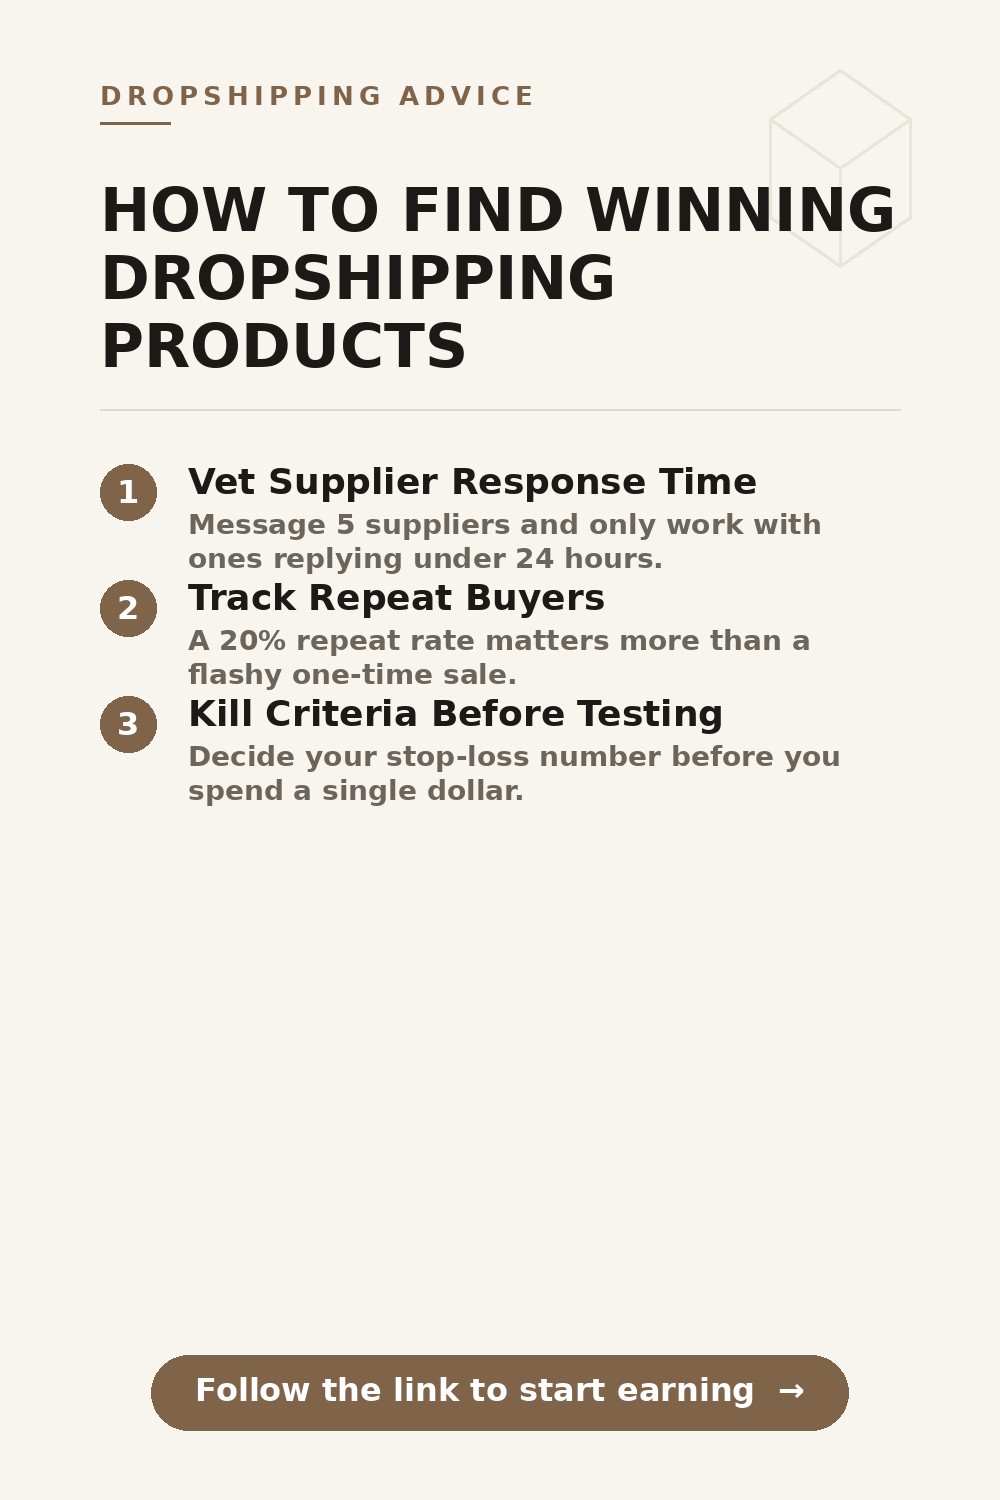 DROPSHIPPING ADVICE
HOW TO FIND WINNING
DROPSHIPPING
PRODUCTS
1 Vet Supplier Response Time
Message 5 suppliers and only work with
ones replying under 24 hours.
2 Track Repeat Buyers
A 20% repeat rate matters more than a
flashy one-time sale.
3 Kill Criteria Before Testing
Decide your stop-loss number before you
spend a single dollar.
Follow the link to start earning →